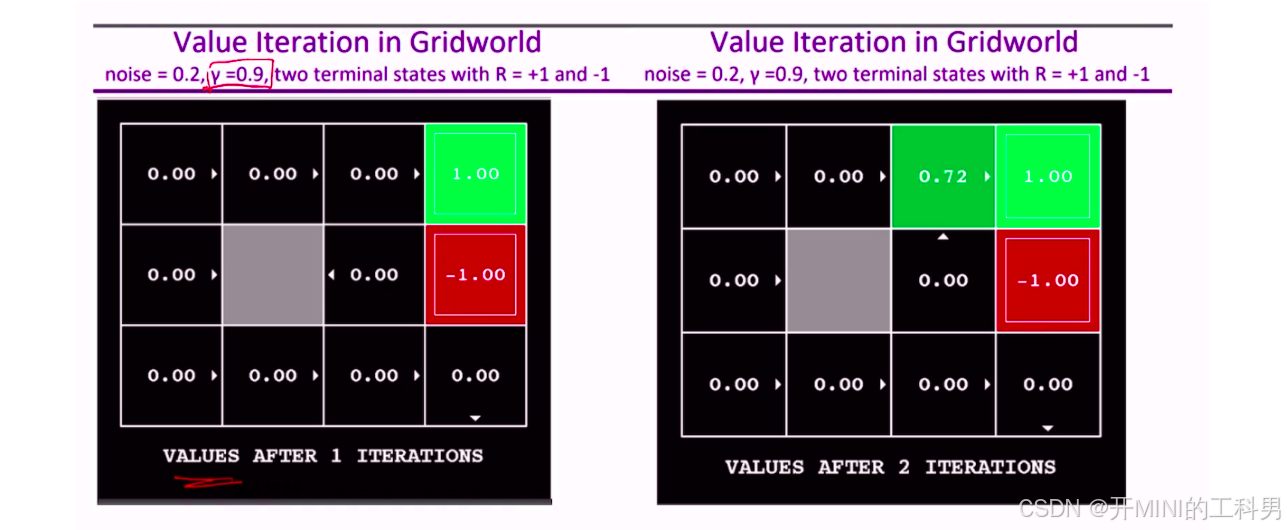 Value Iteration in Gridworld
noise = 0.2, γ =0.9, two terminal states with R = +1 and -1
0.00 0.00 0.00 1.00
0.00 0.00 -1.00
0.00 0.00 0.00 0.00
VALUES AFTER 1 ITERATIONS
Value Iteration in Gridworld
noise = 0.2, γ =0.9, two terminal states with R = +1 and -1
0.00 0.00 0.72 1.00
0.00 0.00 -1.00
0.00 0.00 0.00 0.00
VALUES AFTER 2 ITERATIONS
CSDN @开MINI的工科男